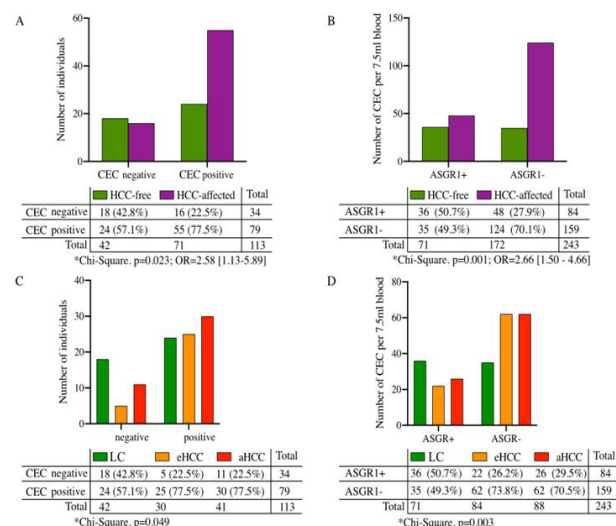 A
Number of individuals
60
40
20
0
CEC negative
CEC positive
HCC-free
HCC-affected
Total
CEC negative
18 (42.8%)
16 (22.5%)
34
CEC positive
24 (57.1%)
55 (77.5%)
79
Total
42
71
113
*Chi-Square. p=0.023; OR=2.58 [1.13-5.89]
B
Number of CEC per 7.5ml blood
150
100
50
0
ASGR1+
ASGR1-
HCC-free
HCC-affected
Total
ASGR1+
36 (50.7%)
48 (27.9%)
84
ASGR1-
35 (49.3%)
124 (70.1%)
159
Total
71
172
243
*Chi-Square. p=0.001; OR=2.66 [1.50 - 4.66]
C
Number of individuals
40
30
20
10
0
negative
positive
LC
eHCC
aHCC
Total
CEC negative
18 (42.8%)
5 (22.5%)
11 (22.5%)
34
CEC positive
24 (57.1%)
25 (77.5%)
30 (77.5%)
79
Total
42
30
41
113
*Chi-Square. p=0.049
D
Number of CEC per 7.5ml blood
80
60
40
20
0
ASGR+
ASGR-
LC
eHCC
aHCC
Total
ASGR1+
36 (50.7%)
22 (26.2%)
26 (29.5%)
84
ASGR1-
35 (49.3%)
62 (73.8%)
62 (70.5%)
159
Total
71
84
88
243
*Chi-Square. p=0.003